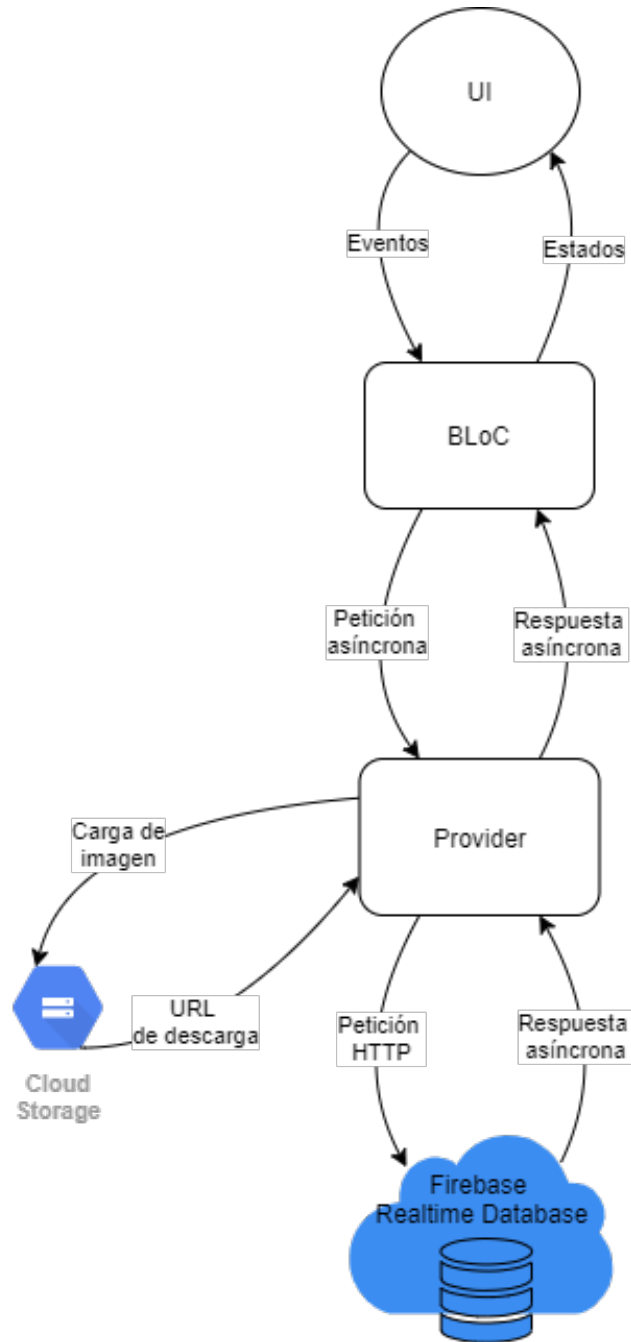 UI
Eventos
Estados
BLoC
Petición
asíncrona
Respuesta
asíncrona
Provider
Carga de
imagen
URL
de descarga
Cloud
Storage
Petición
HTTP
Respuesta
asíncrona
Firebase
Realtime Database